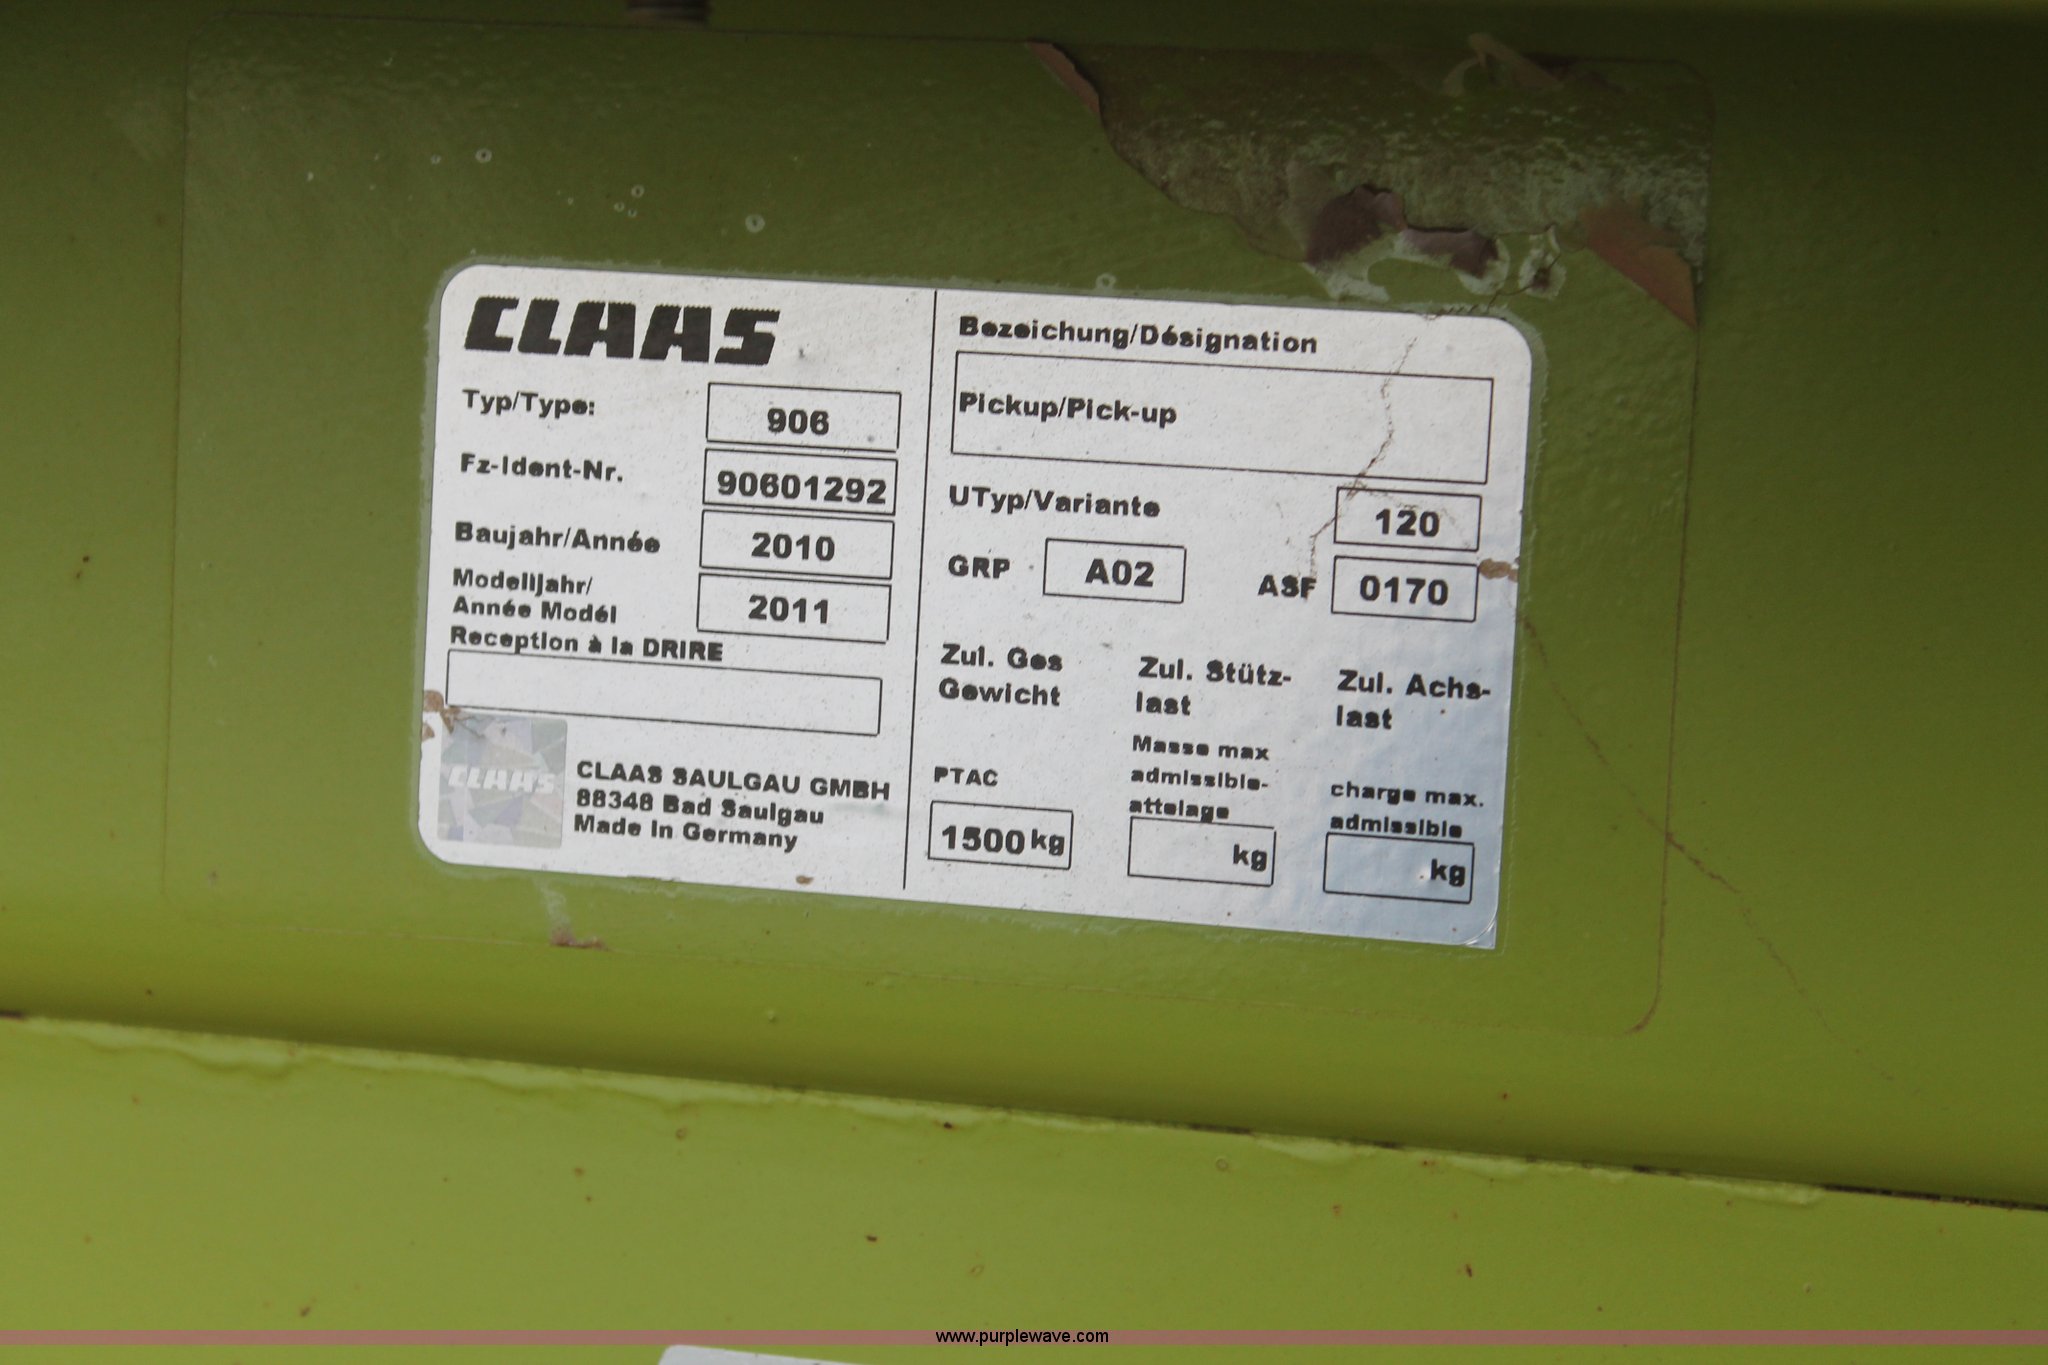 CLAAS
Typ/Type: 906
Fz-Ident-Nr. 90601292
Baujahr/Année 2010
Modelljahr/
Année Modél 2011
Reception à la DRIRE
CLAAS
CLAAS SAULGAU GMBH
88348 Bad Saulgau
Made In Germany
Bezeichung/Désignation
Pickup/Pick-up
UTyp/Variante 120
GRP A02 ASF 0170
Zul. Ges
Gewicht
PTAC
1500 kg
Zul. Stütz-
last
Masse max
admissible-
attelage
kg
Zul. Achs-
last
charge max.
admissible
kg
www.purplewave.com